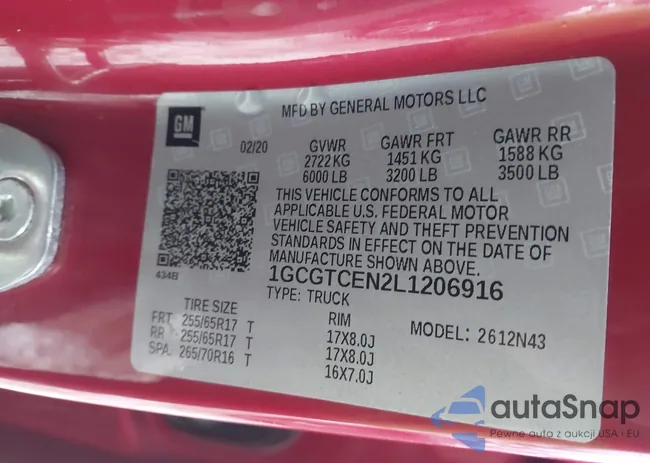 GM
MFD BY GENERAL MOTORS LLC
02/20 GVWR GAWR FRT GAWR RR
2722 KG 1451 KG 1588 KG
6000 LB 3200 LB 3500 LB
THIS VEHICLE CONFORMS TO ALL
APPLICABLE U.S. FEDERAL MOTOR
VEHICLE SAFETY AND THEFT PREVENTION
STANDARDS IN EFFECT ON THE DATE OF
MANUFACTURE SHOWN ABOVE.
434B
1GCGTCEN2L1206916
TYPE: TRUCK
MODEL: 2612N43
TIRE SIZE RIM
FRT 255/65R17 T 17X8.0J
RR 255/65R17 T 17X8.0J
SPA 265/70R16 T 16X7.0J
autaSnap
Pewne auta z aukcji USA i EU